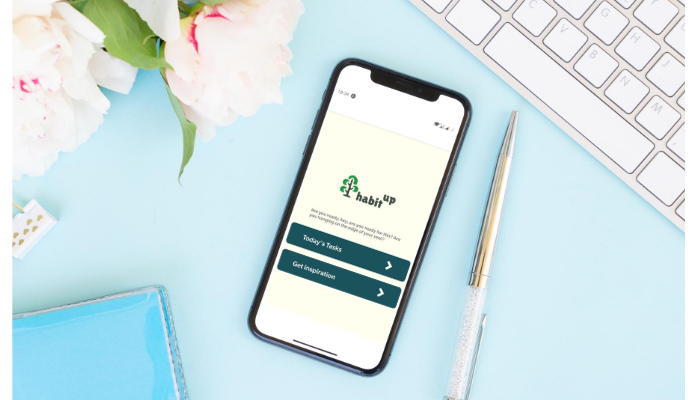 habit up
Are you ready, hey, are you ready for this? Are
you hanging on the edge of your seat?
Today's Tasks
Get inspiration
C
V
B
N
M
G
H
J